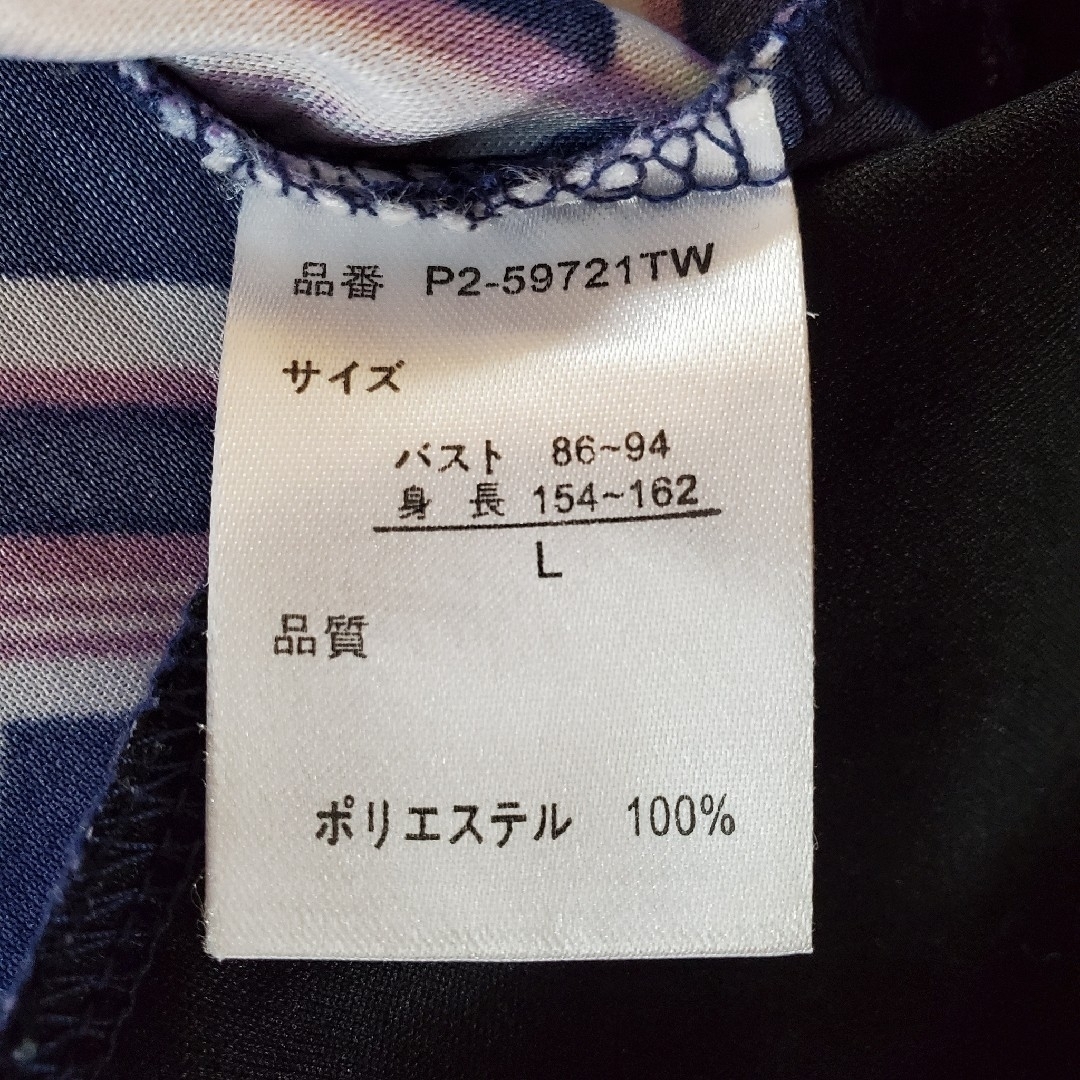 品番 P2-59721TW
サイズ
バスト 86~94
身 長 154~162
L
品質
ポリエステル 100%